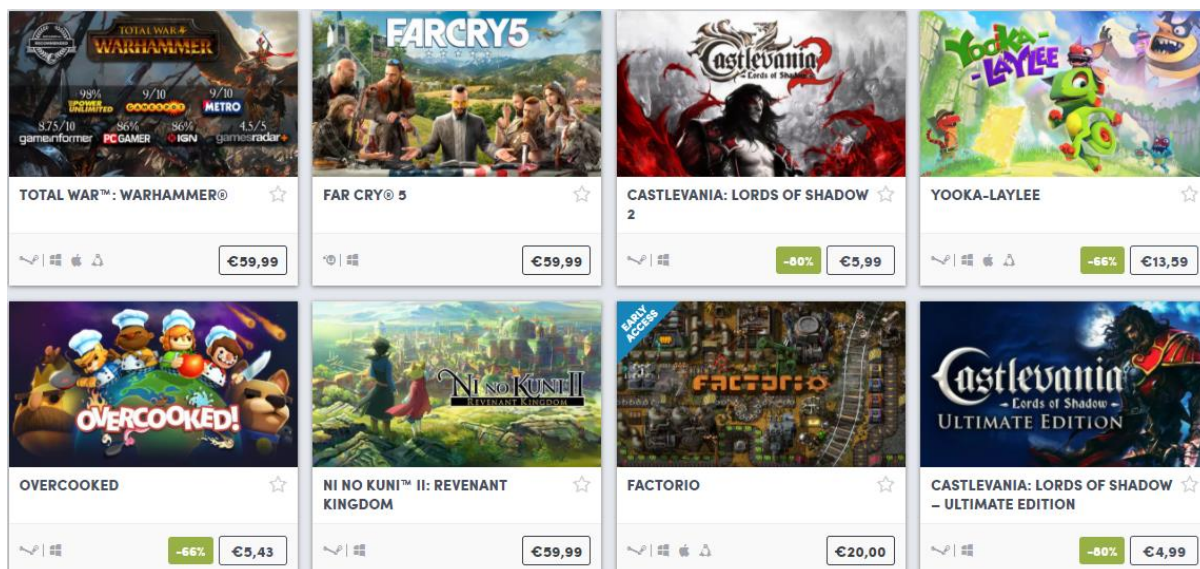 TOTAL WAR
WARHAMMER
98% 9/10 9/10
POWER UNLIMITED GAMESPOT METRO
8.75/10 86% 86% 4.5/5
gameinformer PC GAMER IGN gamesradar+
FARCRY5
Castlevania 2
Lords of Shadow
YOOKA
-LAYLEE
TOTAL WAR™: WARHAMMER®
FAR CRY® 5
CASTLEVANIA: LORDS OF SHADOW
2
YOOKA-LAYLEE
€59,99
€59,99
-80% €5,99
-66% €13,59
OVERCOOKED!
NI NO KUNI II
REVENANT KINGDOM
EARLY
ACCESS
FACTORIO
Castlevania
Lords of Shadow
ULTIMATE EDITION
OVERCOOKED
NI NO KUNI™ II: REVENANT
KINGDOM
FACTORIO
CASTLEVANIA: LORDS OF SHADOW
– ULTIMATE EDITION
-66% €5,43
€59,99
€20,00
-80% €4,99